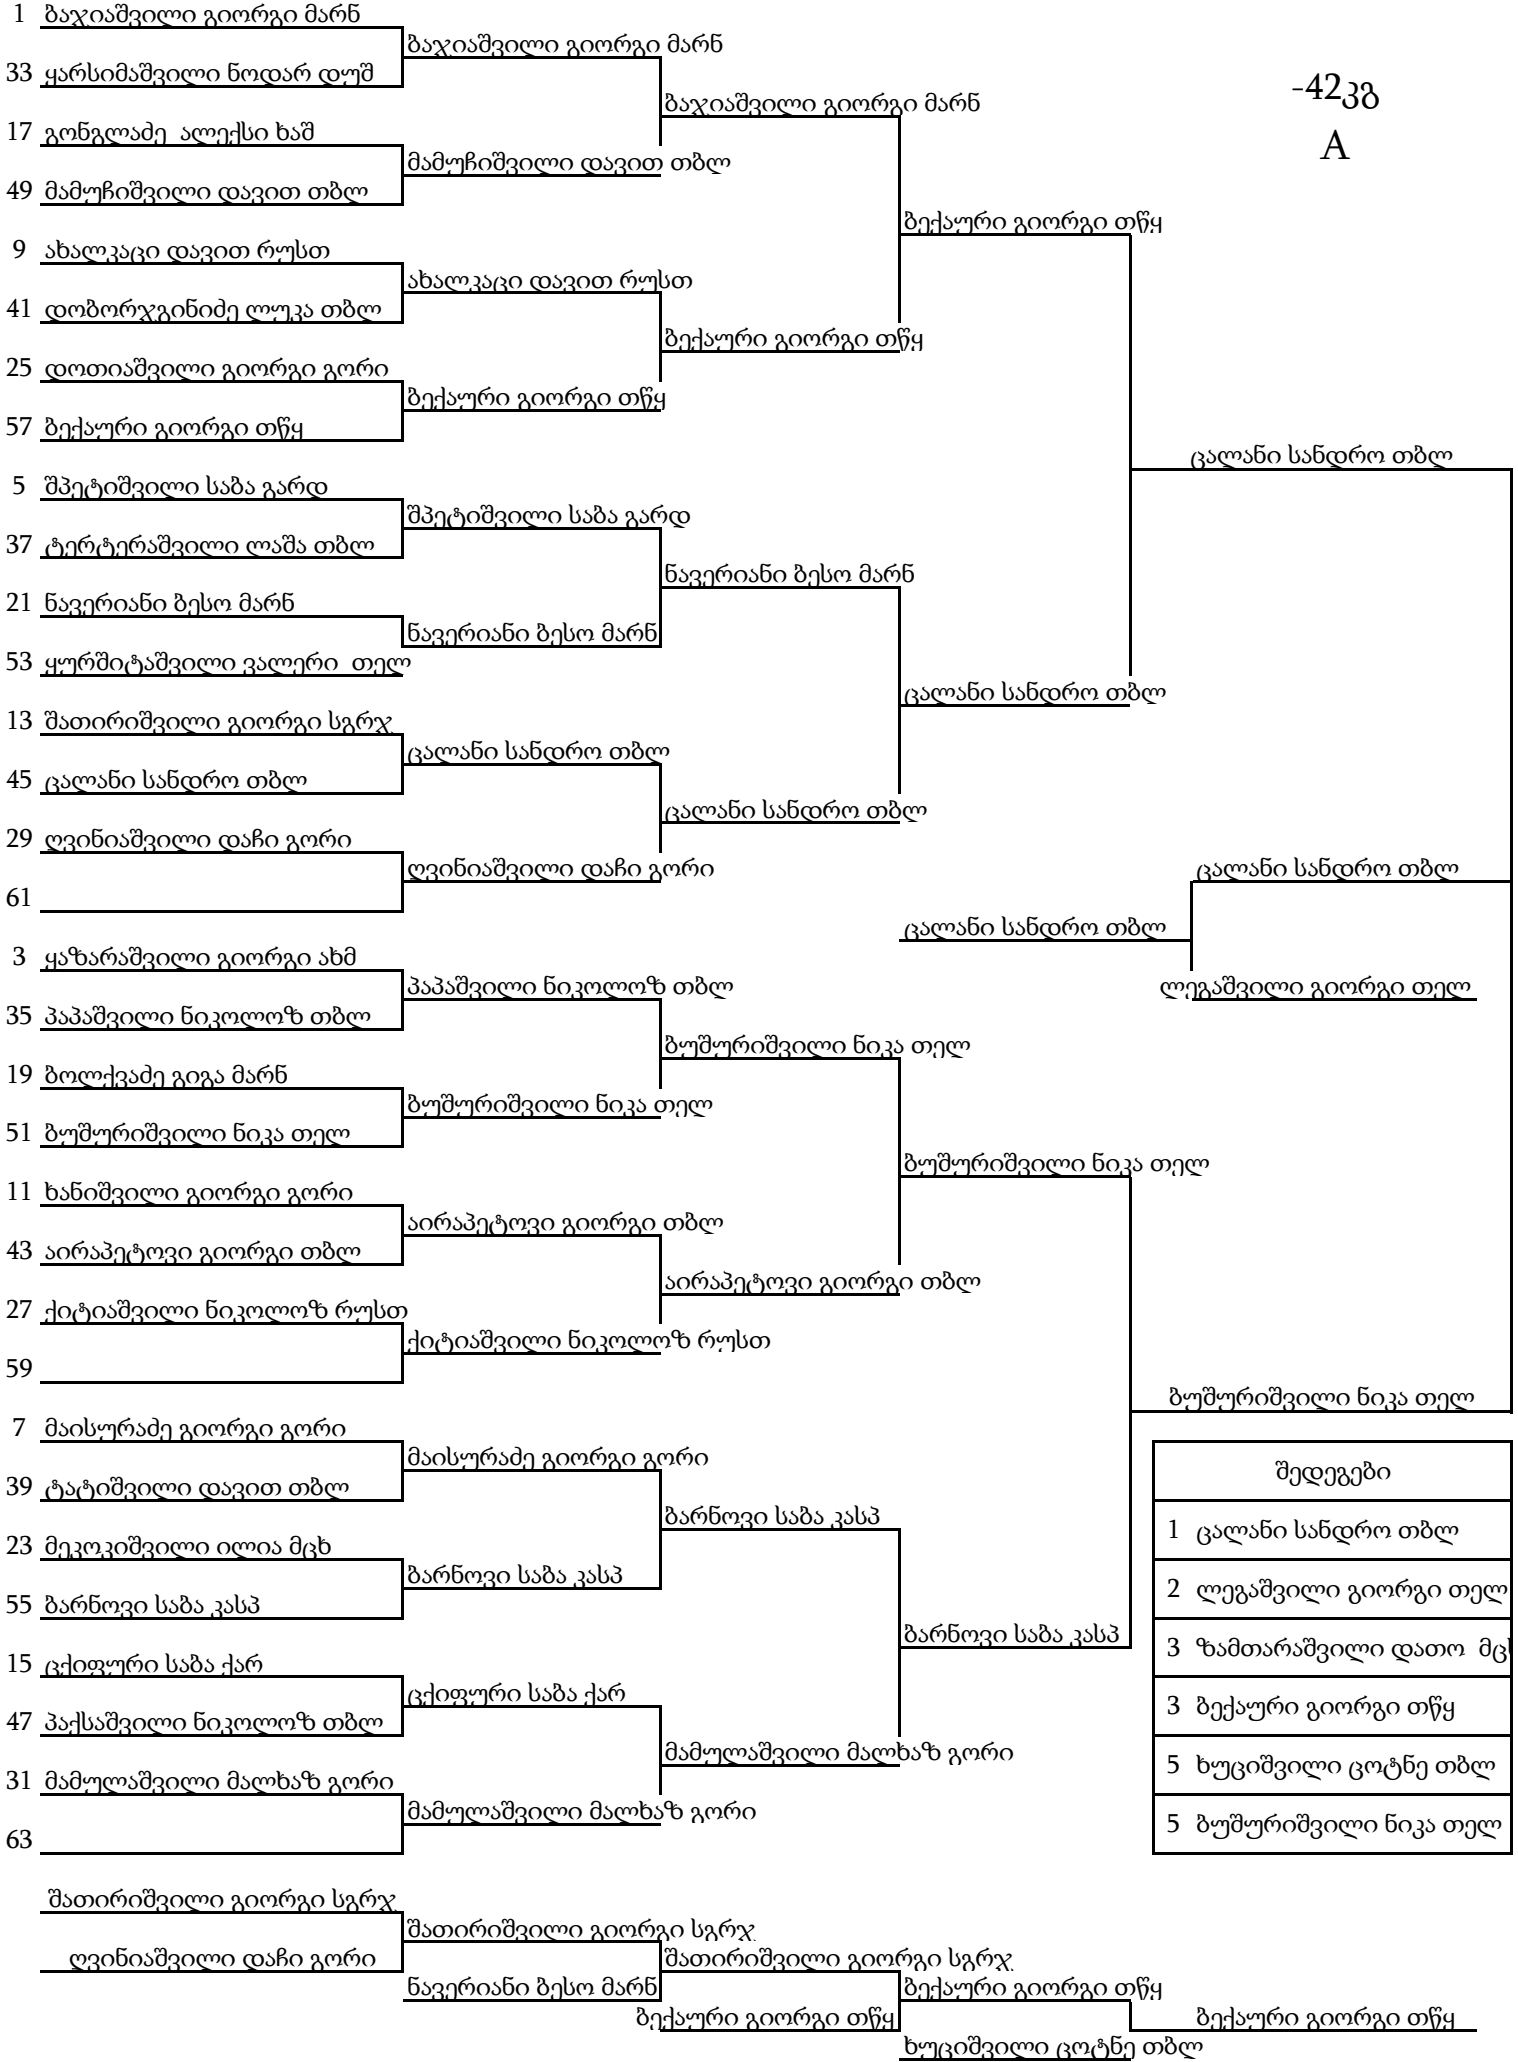 1 ბაჯიაშვილი გიორგი მარნ
ბაჯიაშვილი გიორგი მარნ
33 ყარსიმაშვილი ნოდარ დუშ
-42კგ
ბაჯიაშვილი გიორგი მარნ
17 გონგლაძე ალექსი ხაშ
A
მამუჩიშვილი დავით თბლ
49 მამუჩიშვილი დავით თბლ
ბექაური გიორგი თწყ
9 ახალკაცი დავით რუსთ
ახალკაცი დავით რუსთ
41 დობორჯგინიძე ლუკა თბლ
ბექაური გიორგი თწყ
25 დოთიაშვილი გიორგი გორი
ბექაური გიორგი თწყ
57 ბექაური გიორგი თწყ
ცალანი სანდრო თბლ
5 შპეტიშვილი საბა გარდ
შპეტიშვილი საბა გარდ
37 ტერტერაშვილი ლაშა თბლ
ნავერიანი ბესო მარნ
21 ნავერიანი ბესო მარნ
ნავერიანი ბესო მარნ
53 ყურშიტაშვილი ვალერი თელ
ცალანი სანდრო თბლ
13 შათირიშვილი გიორგი სგრჯ
ცალანი სანდრო თბლ
45 ცალანი სანდრო თბლ
ცალანი სანდრო თბლ
29 ღვინიაშვილი დაჩი გორი
ღვინიაშვილი დაჩი გორი
ცალანი სანდრო თბლ
61
ცალანი სანდრო თბლ
3 ყაზარაშვილი გიორგი ახმ
პაპაშვილი ნიკოლოზ თბლ
ლეგაშვილი გიორგი თელ
35 პაპაშვილი ნიკოლოზ თბლ
ბუშურიშვილი ნიკა თელ
19 ბოლქვაძე გიგა მარნ
ბუშურიშვილი ნიკა თელ
51 ბუშურიშვილი ნიკა თელ
ბუშურიშვილი ნიკა თელ
11 ხანიშვილი გიორგი გორი
აირაპეტოვი გიორგი თბლ
43 აირაპეტოვი გიორგი თბლ
აირაპეტოვი გიორგი თბლ
27 ქიტიაშვილი ნიკოლოზ რუსთ
ქიტიაშვილი ნიკოლოზ რუსთ
59
ბუშურიშვილი ნიკა თელ
7 მაისურაძე გიორგი გორი
მაისურაძე გიორგი გორი
შედეგები
39 ტატიშვილი დავით თბლ
ბარნოვი საბა კასპ
1 ცალანი სანდრო თბლ
23 მეკოკიშვილი ილია მცხ
ბარნოვი საბა კასპ
2 ლეგაშვილი გიორგი თელ
55 ბარნოვი საბა კასპ
ბარნოვი საბა კასპ
3 ზამთარაშვილი დათო
15 ცქიფური საბა ქარ
ცქიფური საბა ქარ
3 ბექაური გიორგი თწყ
47 პაქსაშვილი ნიკოლოზ თბლ
მამულაშვილი მალხაზ გორი
5 ხუციშვილი ცოტნე თბლ
31 მამულაშვილი მალხაზ გორი
მამულაშვილი მალხაზ გორი
5 ბუშურიშვილი ნიკა თელ
63
შათირიშვილი გიორგი სგრჯ
შათირიშვილი გიორგი სგრჯ
ღვინიაშვილი დაჩი გორი
შათირიშვილი გიორგი სგრჯ
ნავერიანი ბესო მარნ
ბექაური გიორგი თწყ
ბექაური გიორგი თწყ
ბექაური გიორგი თწყ
ხუციშვილი ცოტნე თბლ